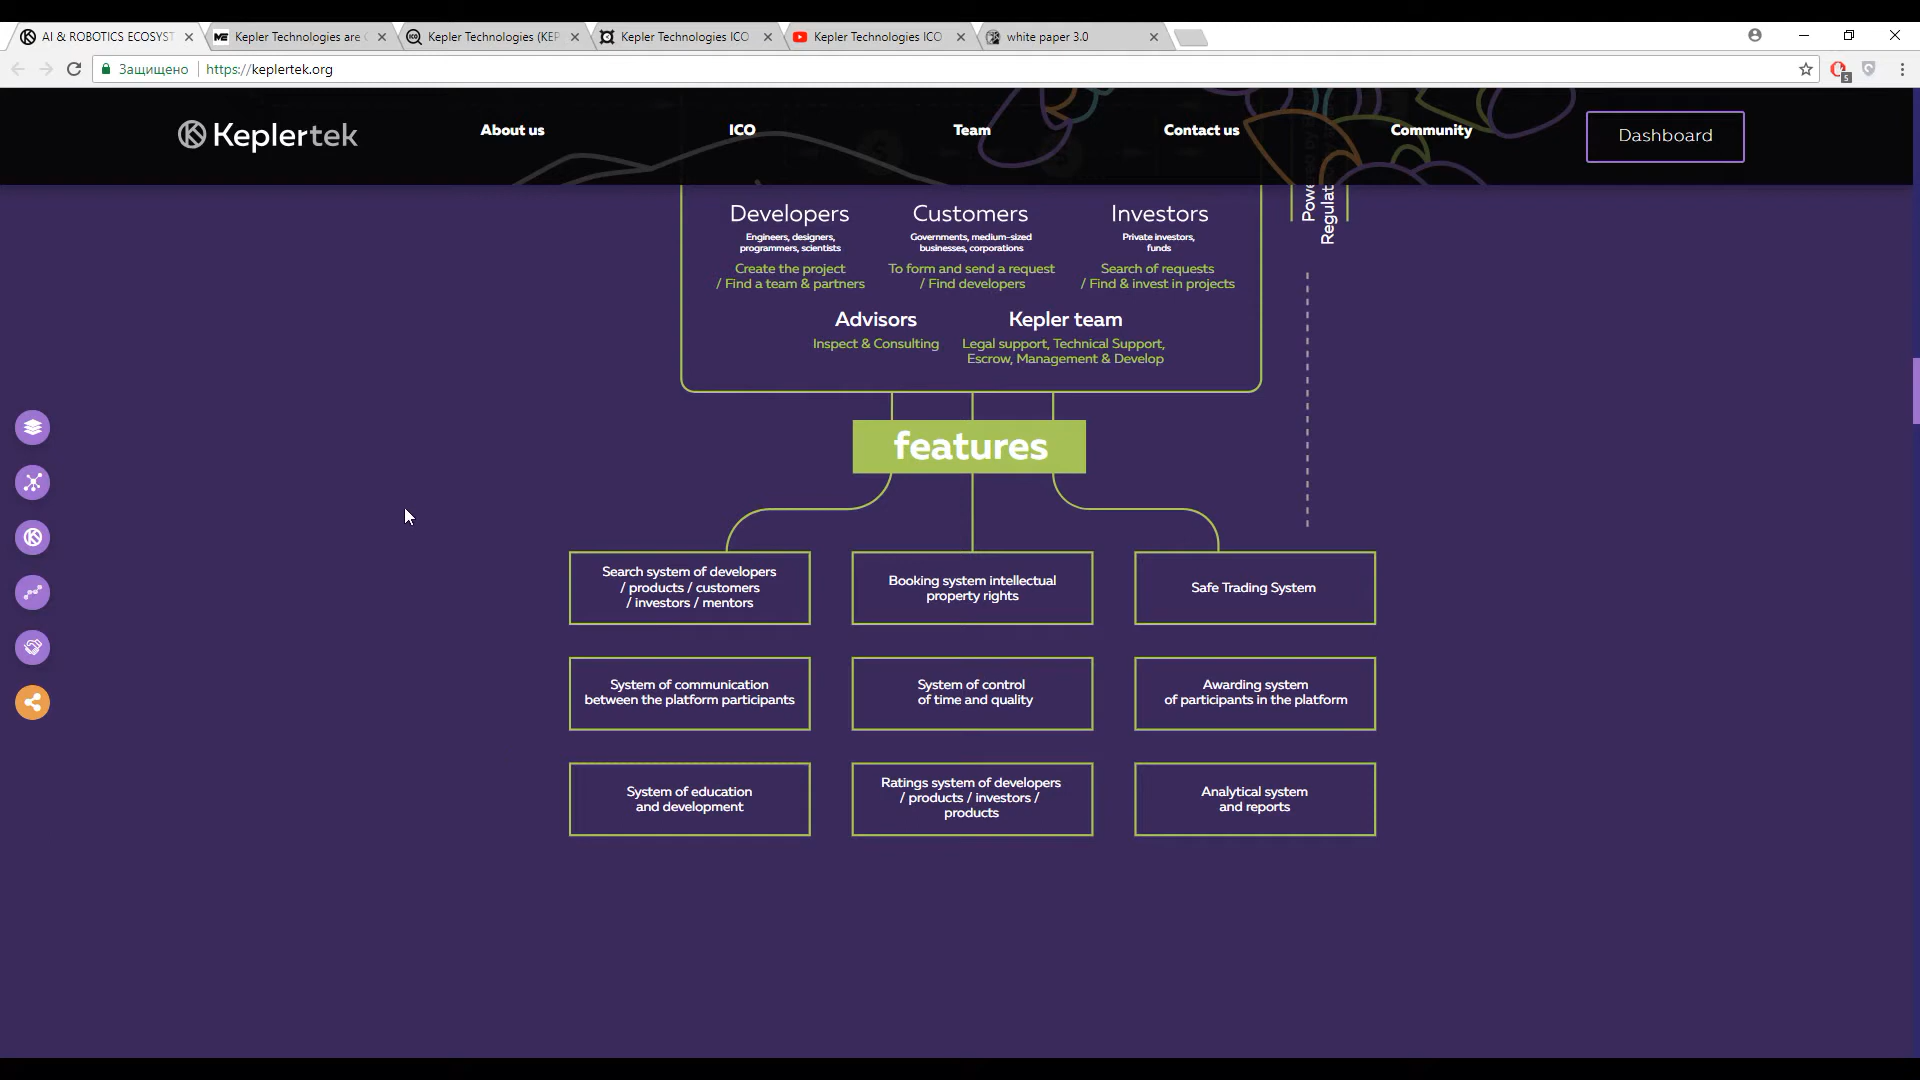 AI & ROBOTICS ECOSYST
Kepler Technologies are
Kepler Technologies (KEP
Kepler Technologies ICO
Kepler Technologies ICO
white paper 3.0
Защищено
https://keplertek.org
5
Keplertek
About us
ICO
Team
Contact us
Community
Dashboard
Developers
Engineers, designers,
programmers, scientists
Create the project
/ Find a team & partners
Customers
Governments, medium-sized
businesses, corporations
To form and send a request
/ Find developers
Investors
Private investors,
funds
Search of requests
/ Find & invest in projects
Advisors
Inspect & Consulting
Kepler team
Legal support, Technical Support,
Escrow, Management & Develop
features
Search system of developers
/ products / customers
/ investors / mentors
Booking system intellectual
property rights
Safe Trading System
System of communication
between the platform participants
System of control
of time and quality
Awarding system
of participants in the platform
System of education
and development
Ratings system of developers
/ products / investors /
products
Analytical system
and reports